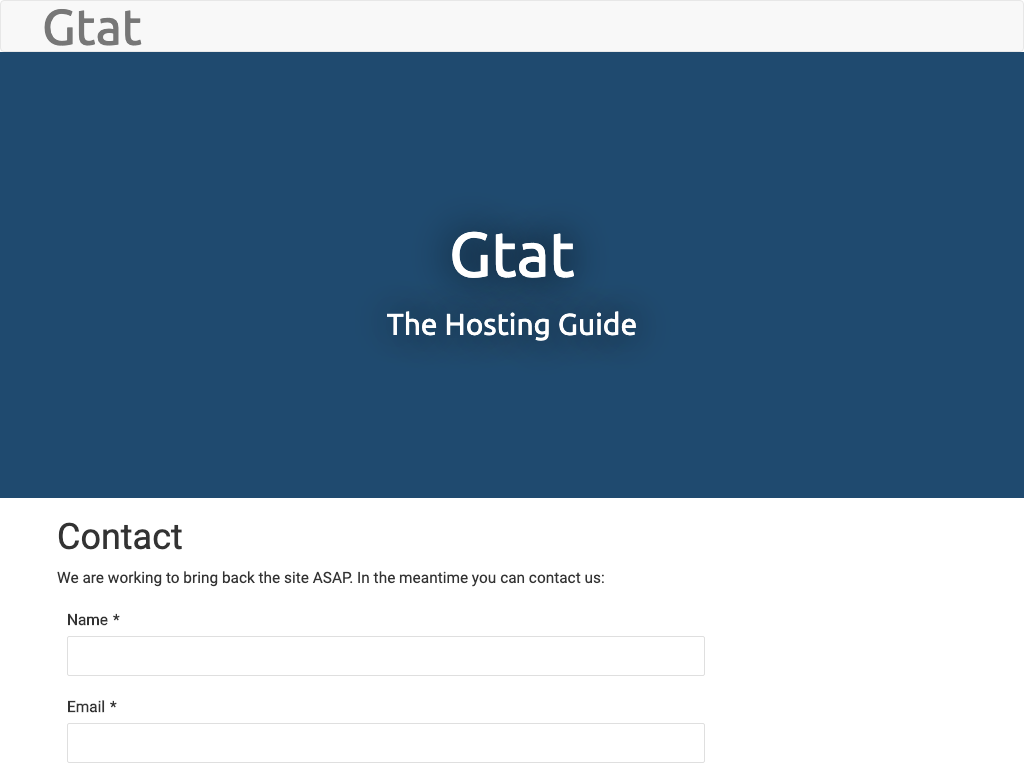 Gtat
Gtat
The Hosting Guide
Contact
We are working to bring back the site ASAP. In the meantime you can contact us:
Name *
Email *